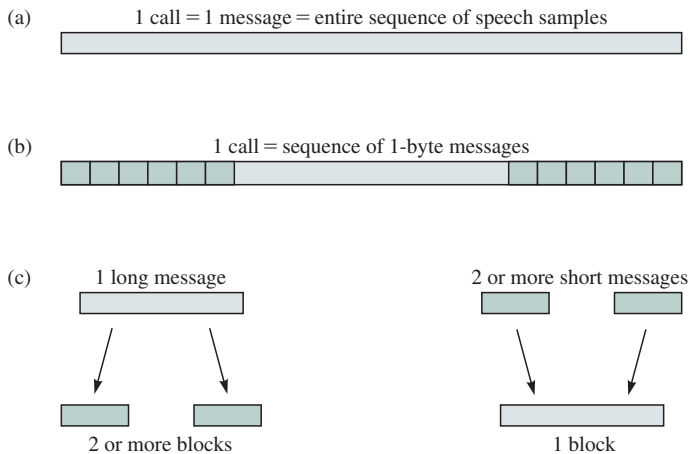 (a)
1 call = 1 message = entire sequence of speech samples
(b)
1 call = sequence of 1-byte messages
(c)
1 long message
2 or more short messages
2 or more blocks
1 block